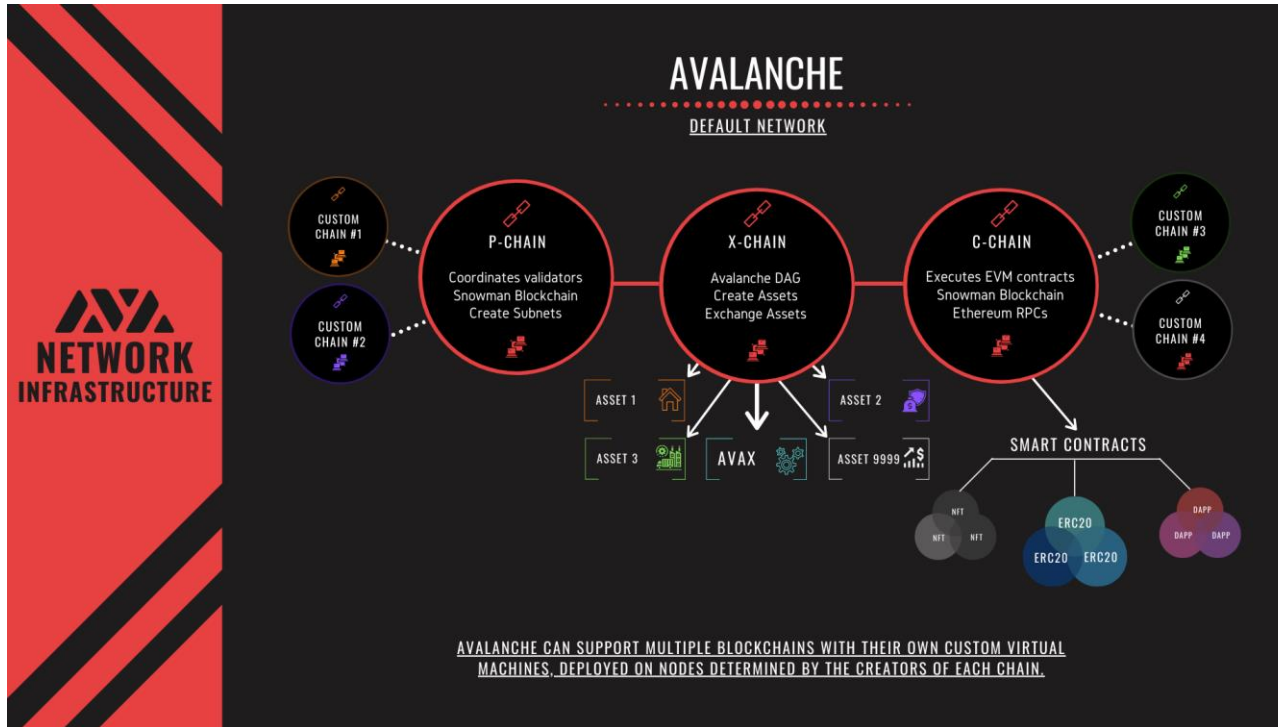 AVA
NETWORK
INFRASTRUCTURE
AVALANCHE
DEFAULT NETWORK
CUSTOM
CHAIN #1
CUSTOM
CHAIN #2
P-CHAIN
Coordinates validators
Snowman Blockchain
Create Subnets
X-CHAIN
Avalanche DAG
Create Assets
Exchange Assets
C-CHAIN
Executes EVM contracts
Snowman Blockchain
Ethereum RPCs
CUSTOM
CHAIN #3
CUSTOM
CHAIN #4
ASSET 1
ASSET 2
ASSET 3
AVAX
ASSET 9999
$
SMART CONTRACTS
NFT
NFT
NFT
ERC20
ERC20
ERC20
DAPP
DAPP
DAPP
AVALANCHE CAN SUPPORT MULTIPLE BLOCKCHAINS WITH THEIR OWN CUSTOM VIRTUAL
MACHINES, DEPLOYED ON NODES DETERMINED BY THE CREATORS OF EACH CHAIN.